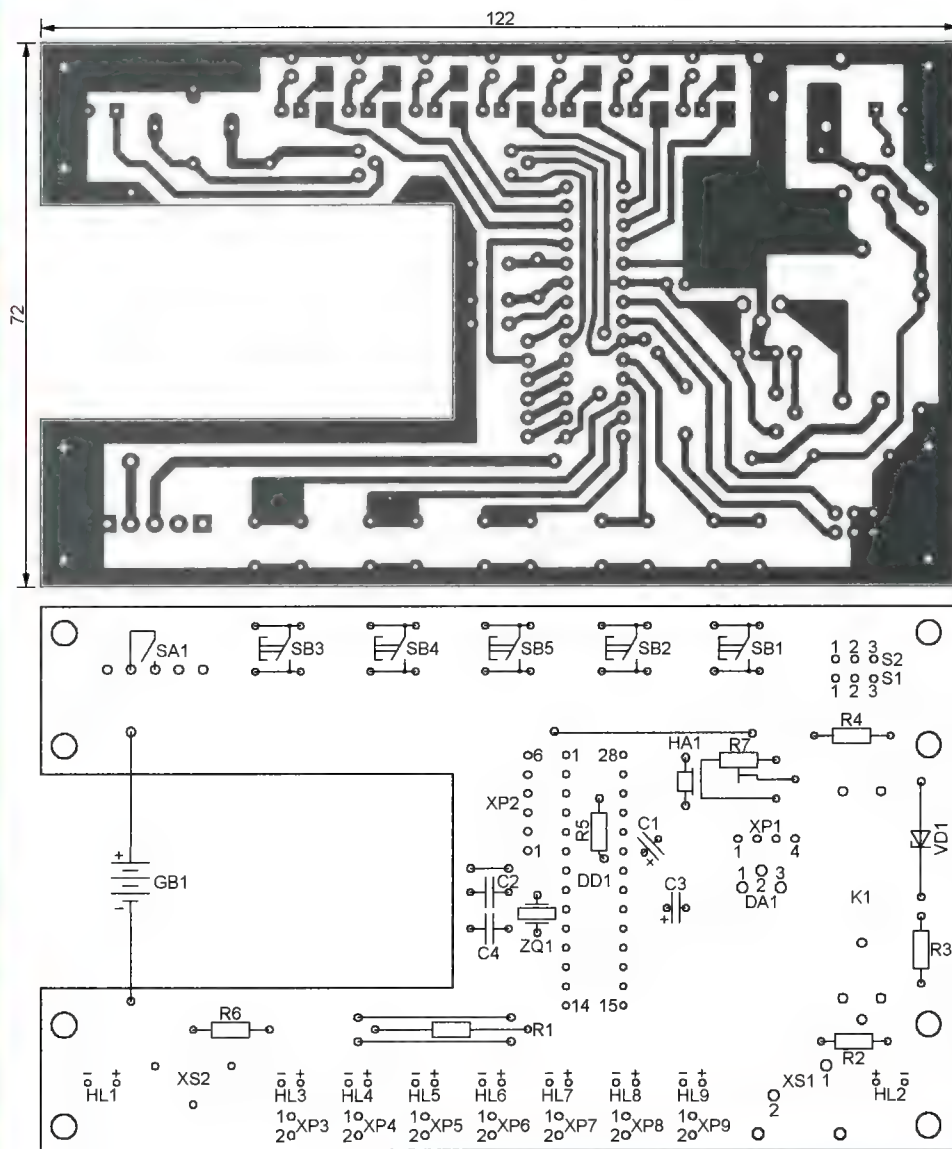 122
72
SA1 SB3 SB4 SB5 SB2 SB1
1 2 3
S2
S1
1 2 3
R4
HA1 R7
6 1 28
XP2
R5 C1
XP1
1 4
VD1
1
+
GB1
-
C2
DD1
C3
+
1 2 3
DA1
K1
C4 ZQ1
R3
14 15
R6 R1
R2
XS2
XS1 1
- + - + - + - + - + - + - + - + + -
HL1 HL3 HL4 HL5 HL6 HL7 HL8 HL9 HL2
2
1 XP3 1 XP4 1 XP5 1 XP6 1 XP7 1 XP8 1 XP9
2 2 2 2 2 2 2